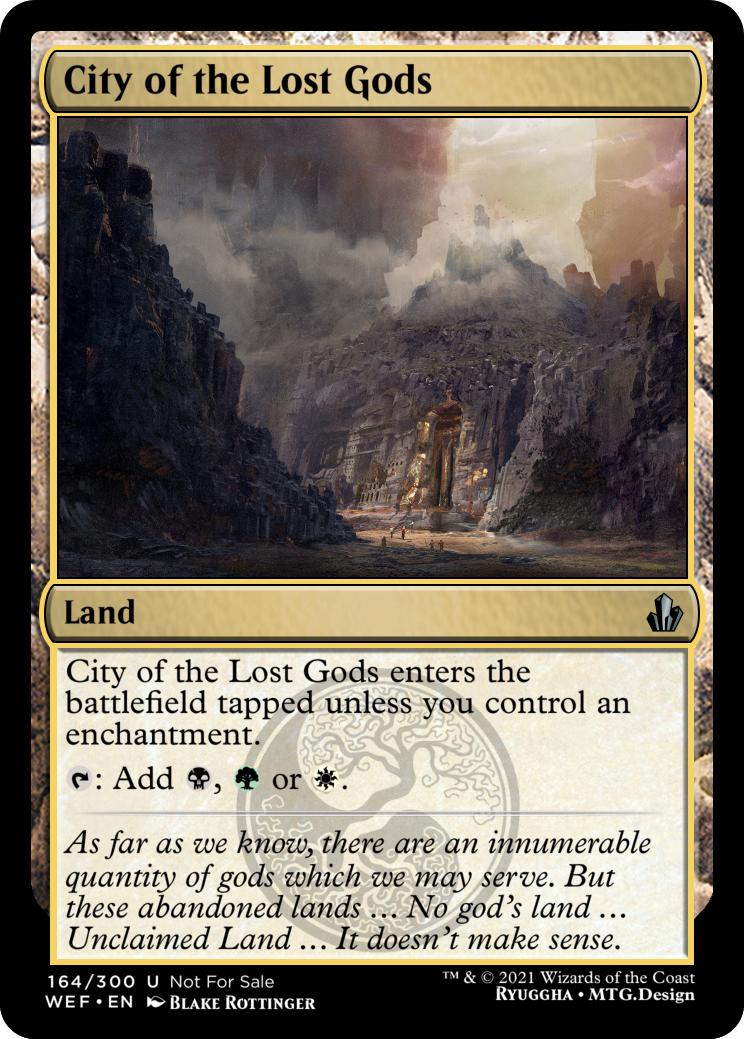 City of the Lost Gods
Land
City of the Lost Gods enters the
battlefield tapped unless you control an
enchantment.
: Add , or .
As far as we know, there are an innumerable
quantity of gods which we may serve. But
these abandoned lands … No god's land …
Unclaimed Land … It doesn't make sense.
164/300 U Not For Sale
™ & © 2021 Wizards of the Coast
WEF • EN BLAKE ROTTINGER
RYUGGHA • MTG.Design